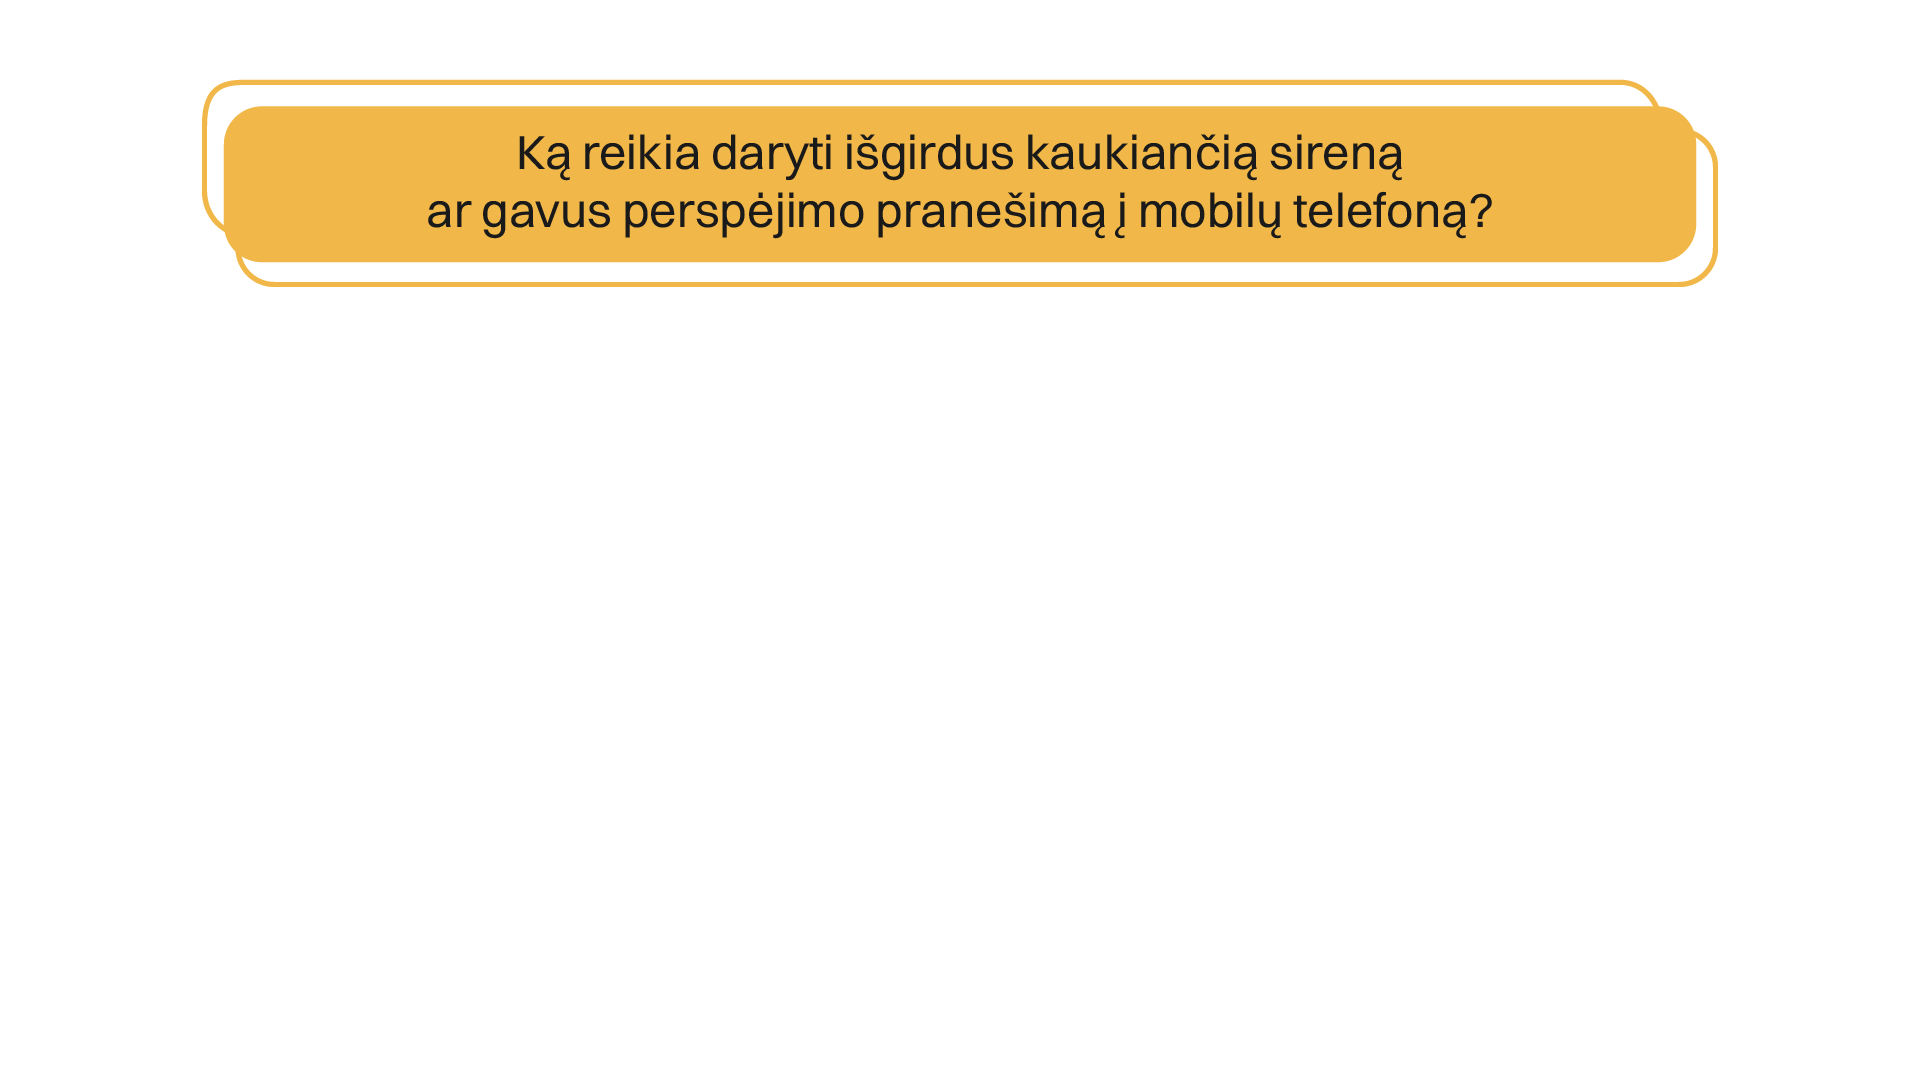 Ką reikia daryti išgirdus kaukiančią sireną
ar gavus perspėjimo pranešimą į mobilų telefoną?